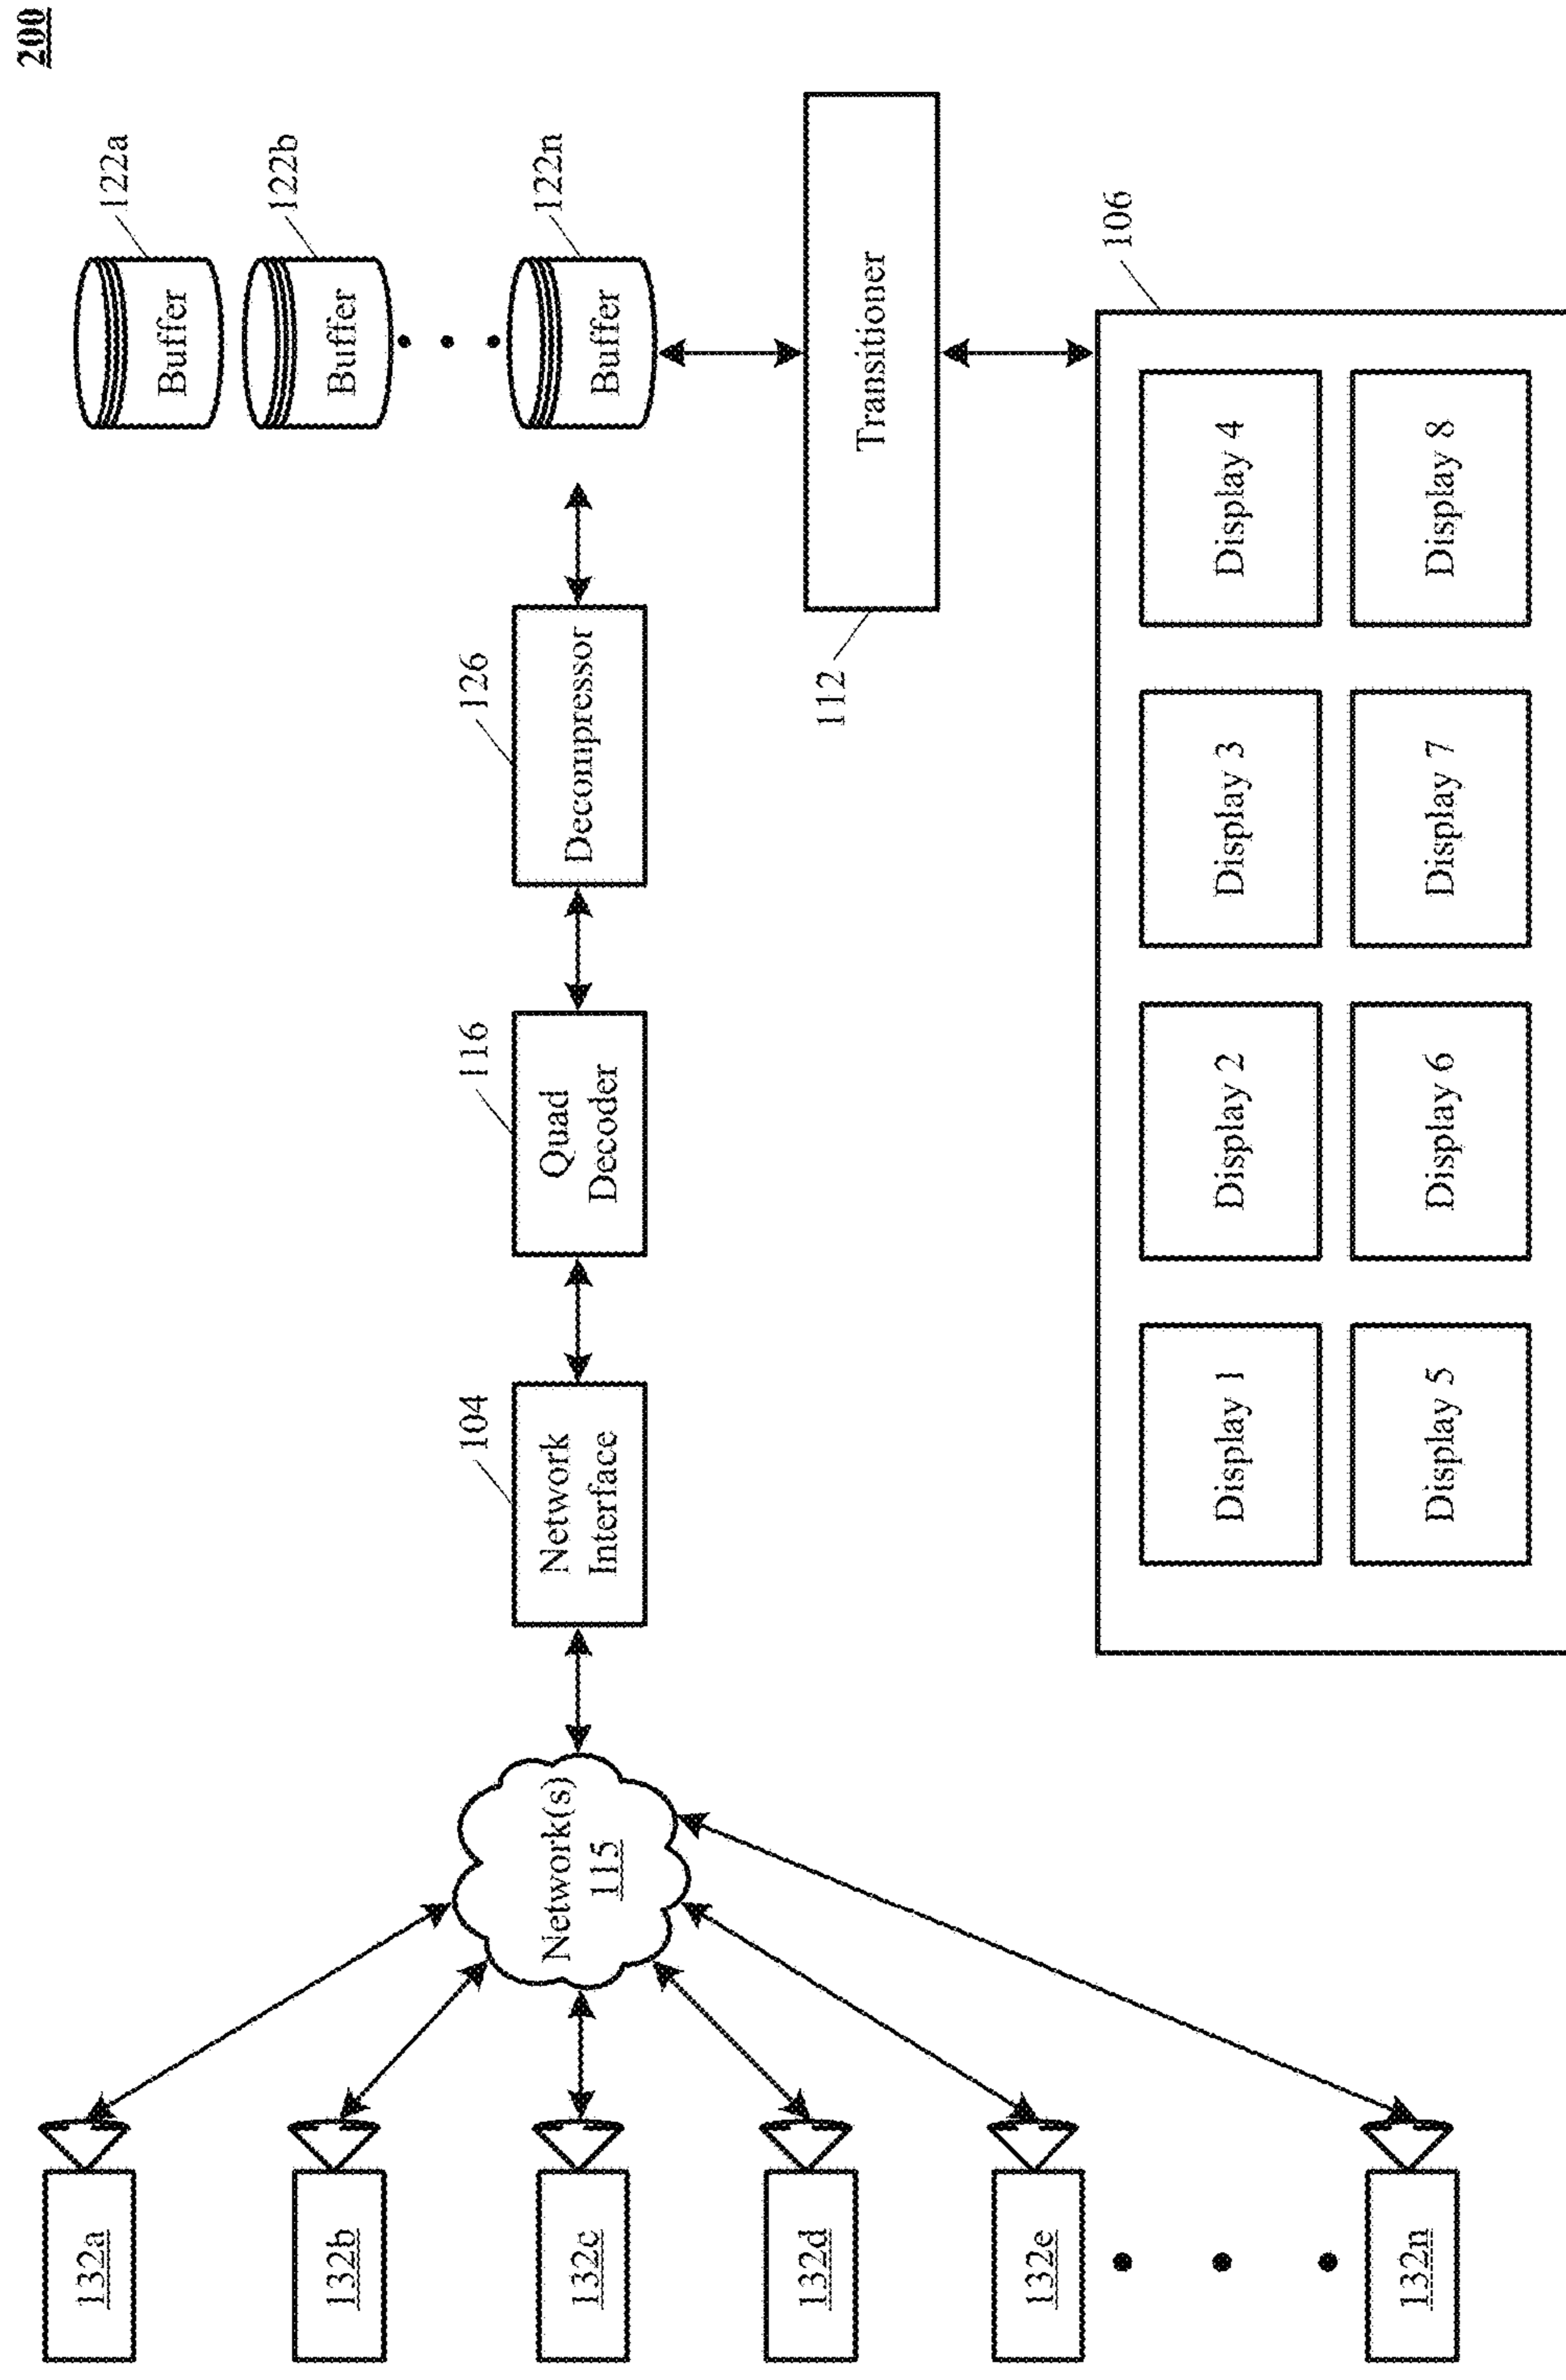 200
132a
132b
132c
132d
132e
132n
Network(s)
115
104
Network
Interface
116
Quad
Decoder
126
Decompressor
122a
Buffer
122b
Buffer
122n
Buffer
112
Transitioner
106
Display 1
Display 2
Display 3
Display 4
Display 5
Display 6
Display 7
Display 8